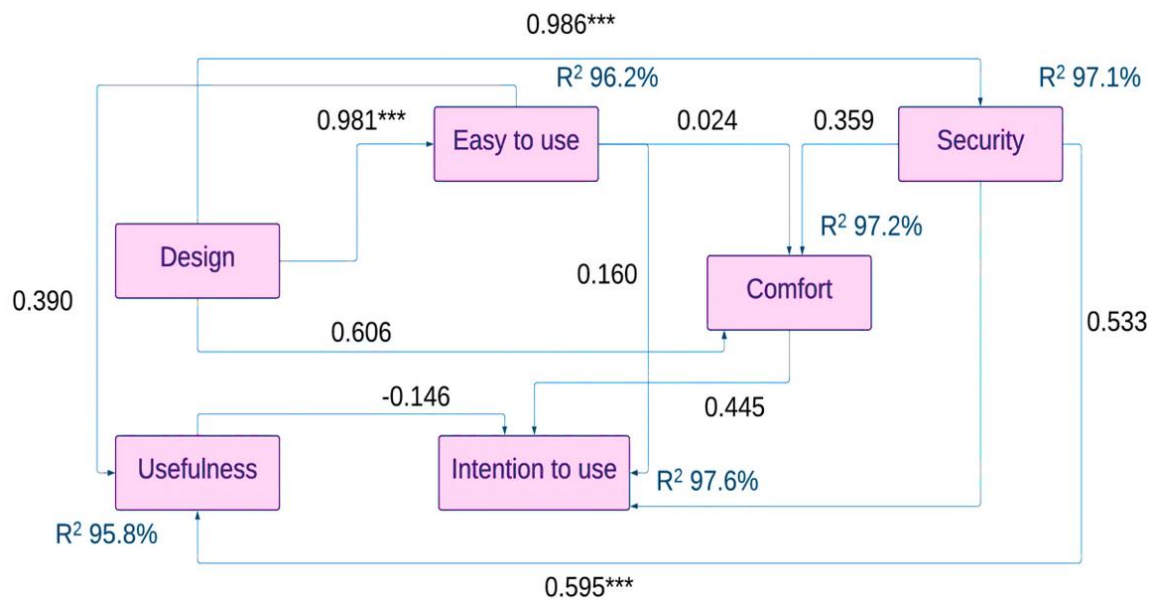 0.986***
R² 96.2%
R² 97.1%
0.981***
Easy to use
0.024
0.359
Security
R² 97.2%
Design
0.160
Comfort
0.390
0.533
0.606
-0.146
0.445
Usefulness
Intention to use
R² 97.6%
R² 95.8%
0.595***